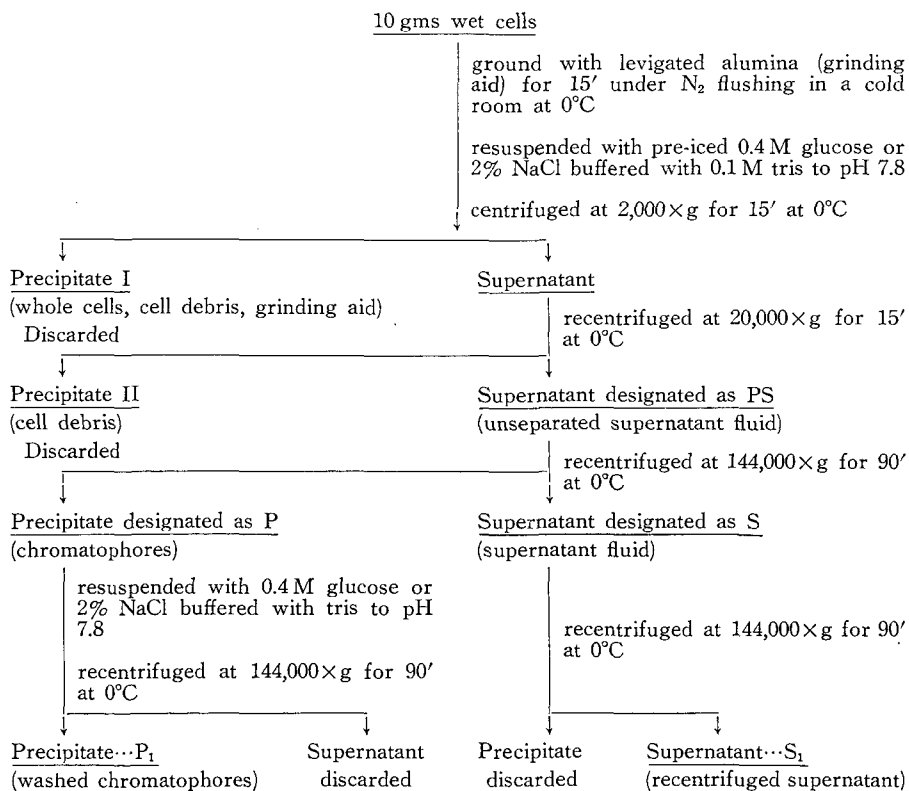 10 gms wet cells
ground with levigated alumina (grinding
aid) for 15′ under N₂ flushing in a cold
room at 0°C
resuspended with pre-iced 0.4 M glucose or
2% NaCl buffered with 0.1 M tris to pH 7.8
centrifuged at 2,000×g for 15′ at 0°C
Precipitate I
(whole cells, cell debris, grinding aid)
Discarded
Supernatant
recentrifuged at 20,000×g for 15′
at 0°C
Precipitate II
(cell debris)
Discarded
Supernatant designated as PS
(unseparated supernatant fluid)
recentrifuged at 144,000×g for 90′
at 0°C
Precipitate designated as P
(chromatophores)
Supernatant designated as S
(supernatant fluid)
resuspended with 0.4 M glucose or
2% NaCl buffered with tris to pH
7.8
recentrifuged at 144,000×g for 90′
at 0°C
recentrifuged at 144,000×g for 90′
at 0°C
Precipitate···P₁
(washed chromatophores)
Supernatant
discarded
Precipitate
discarded
Supernatant···S₁
(recentrifuged supernatant)